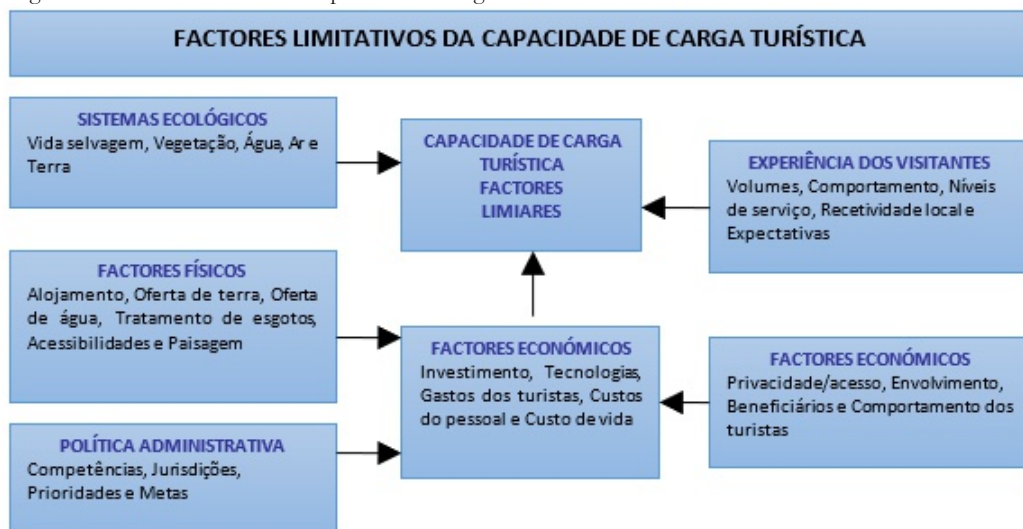 FACTORES LIMITATIVOS DA CAPACIDADE DE CARGA TURÍSTICA
SISTEMAS ECOLÓGICOS
Vida selvagem, Vegetação, Água, Ar e
Terra
CAPACIDADE DE CARGA
TURÍSTICA
FACTORES
LIMIARES
EXPERIÊNCIA DOS VISITANTES
Volumes, Comportamento, Níveis
de serviço, Recetividade local e
Expectativas
FACTORES FÍSICOS
Alojamento, Oferta de terra, Oferta
de água, Tratamento de esgotos,
Acessibilidades e Paisagem
FACTORES ECONÓMICOS
Investimento, Tecnologias,
Gastos dos turistas, Custos
do pessoal e Custo de vida
FACTORES ECONÓMICOS
Privacidade/acesso, Envolvimento,
Beneficiários e Comportamento dos
turistas
POLÍTICA ADMINISTRATIVA
Competências, Jurisdições,
Prioridades e Metas